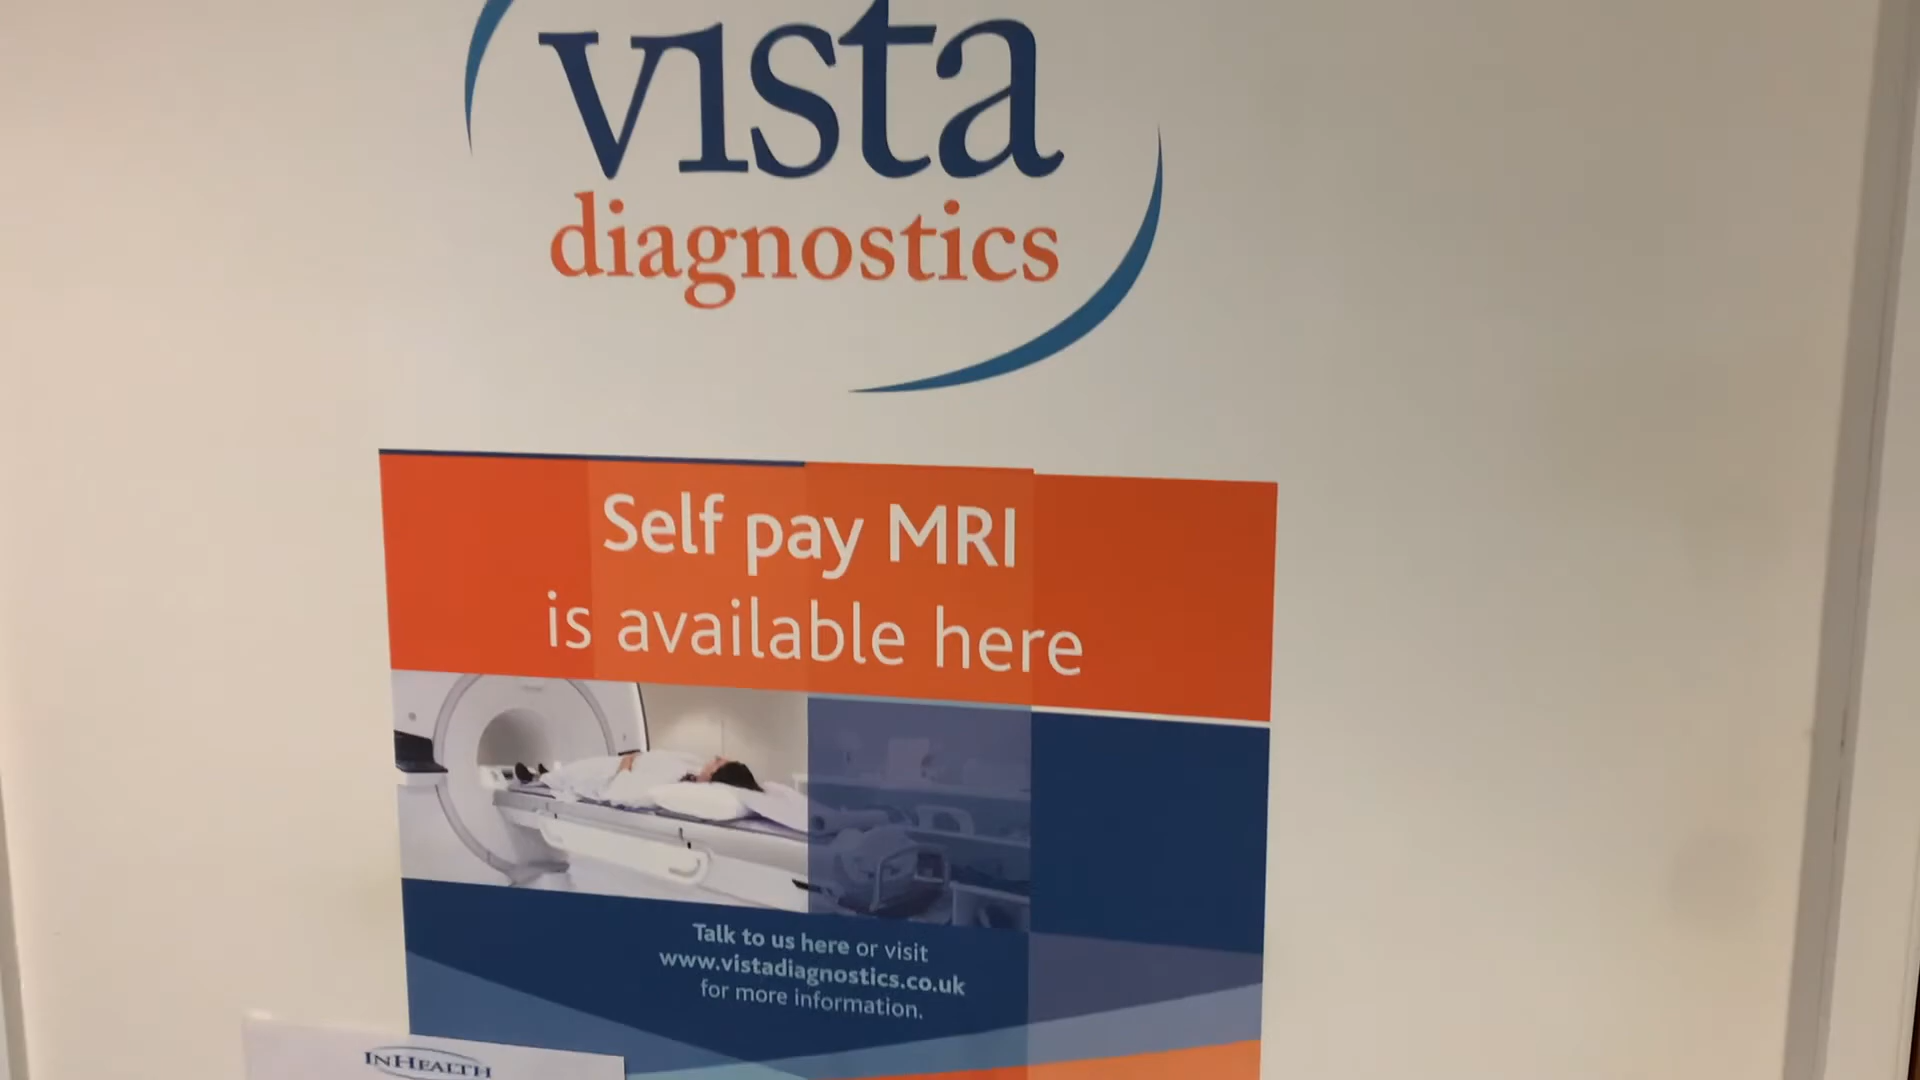 vista
diagnostics
Self pay MRI
is available here
Talk to us here or visit
www.vistadiagnostics.co.uk
for more information.
INHEALTH